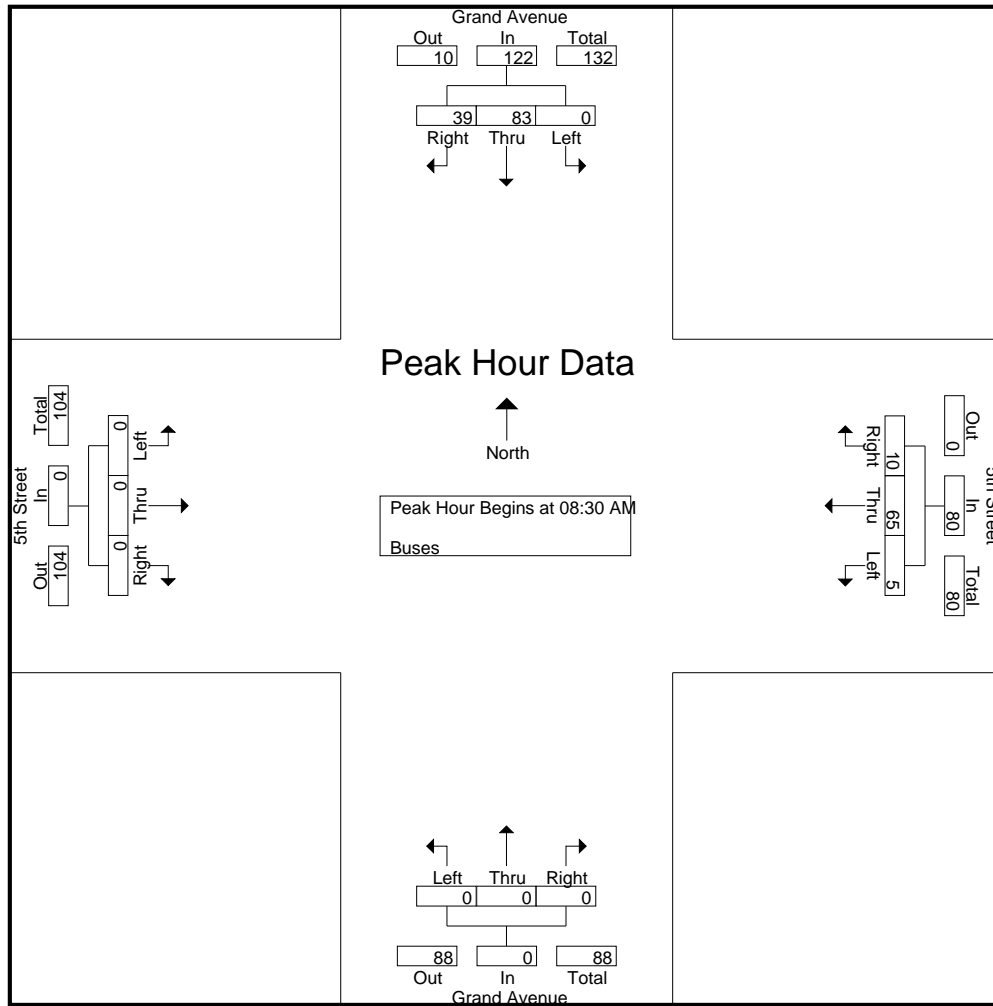 Grand Avenue
Out In Total
10 122 132
39 83 0
Right Thru Left
Peak Hour Data
North
Peak Hour Begins at 08:30 AM
Buses
5th Street
Total In Out
104 0 104
0 0 0
Left Thru Right
Right Thru Left
10 65 5
Out In Total
0 80 80
5th Street
Left Thru Right
0 0 0
88 0 88
Out In Total
Grand Avenue